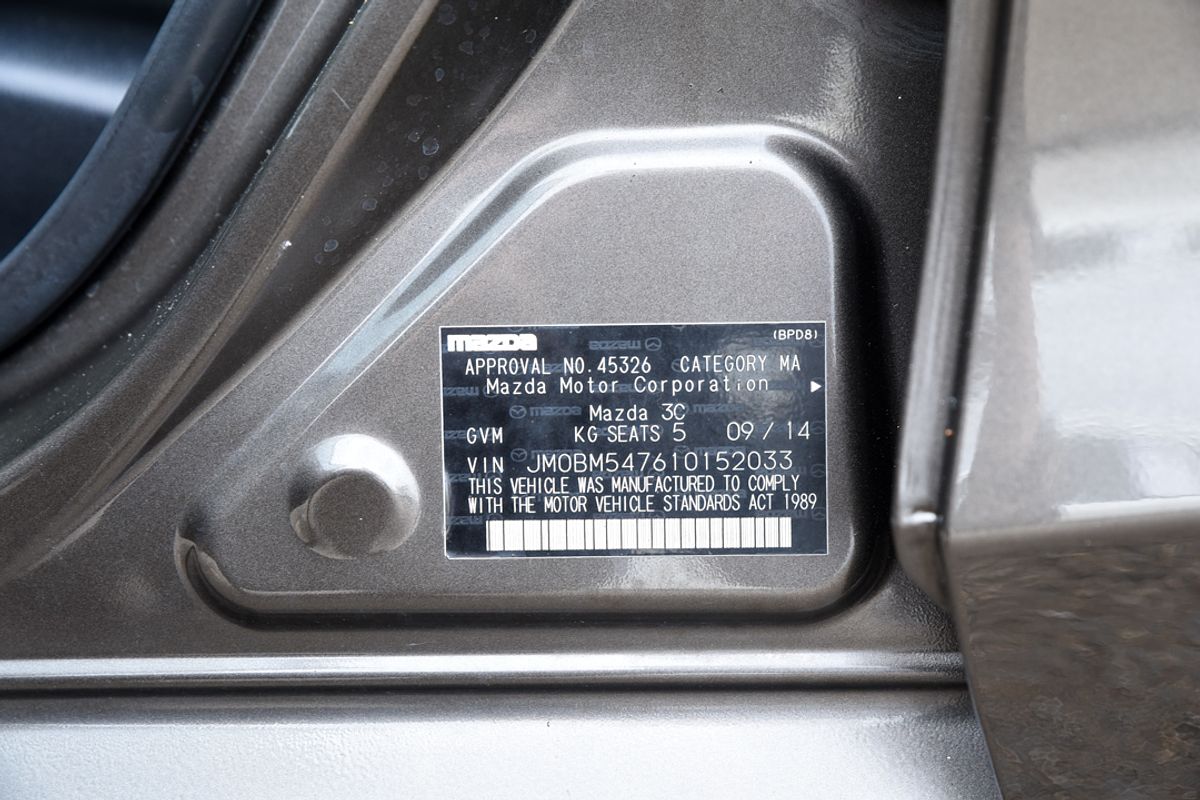 mazda (BPD8)
APPROVAL NO. 45326 CATEGORY MA
Mazda Motor Corporation
Mazda 3C
GVM KG SEATS 5 09 / 14
VIN JM0BM547610152033
THIS VEHICLE WAS MANUFACTURED TO COMPLY
WITH THE MOTOR VEHICLE STANDARDS ACT 1989